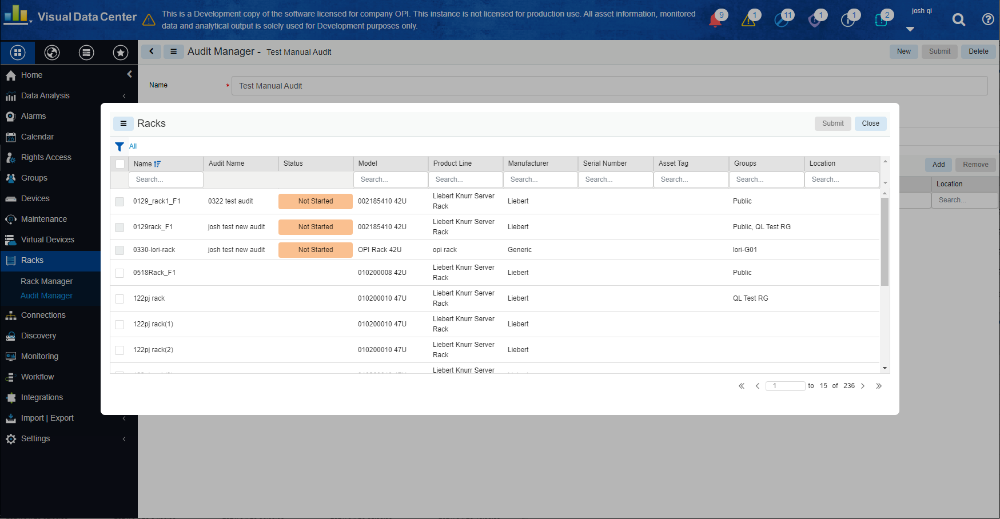 Visual Data Center
This is a Development copy of the software licensed for company OPI. This instance is not licensed for production use. All asset information, monitored
data and analytical output is solely used for Development purposes only.
9
1
11
1
1
2
josh qi
Audit Manager - Test Manual Audit
New
Submit
Delete
Home
Data Analysis
Alarms
Calendar
Rights Access
Groups
Devices
Maintenance
Virtual Devices
Racks
Rack Manager
Audit Manager
Connections
Discovery
Monitoring
Workflow
Integrations
Import | Export
Settings
Name * Test Manual Audit
Add
Remove
Location
Search...
Racks
Submit
Close
All
Name Audit Name Status Model Product Line Manufacturer Serial Number Asset Tag Groups Location
Search... Search... Search... Search... Search... Search... Search... Search...
0129_rack1_F1 0322 test audit Not Started 002185410 42U Liebert Knurr Server Rack Liebert Public
0129rack_F1 josh test new audit Not Started 002185410 42U Liebert Knurr Server Rack Liebert Public, QL Test RG
0330-lori-rack josh test new audit Not Started OPI Rack 42U opi rack Generic lori-G01
0518Rack_F1 010200008 42U Liebert Knurr Server Rack Liebert Public
122pj rack 010200010 47U Liebert Knurr Server Rack Liebert QL Test RG
122pj rack(1) 010200010 47U Liebert Knurr Server Rack Liebert
122pj rack(2) 010200010 47U Liebert Knurr Server Rack Liebert
Liebert Knurr Server
1 to 15 of 236